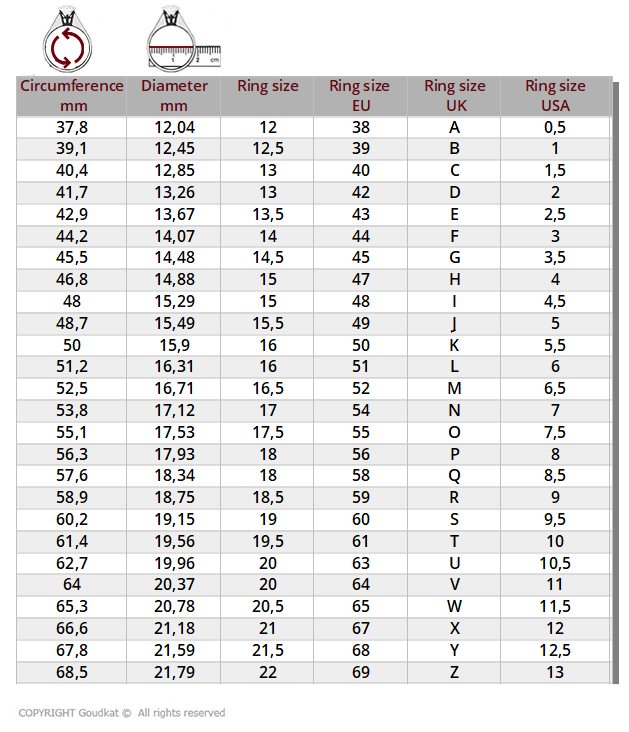 1 2 cm
Circumference Diameter Ring size Ring size Ring size Ring size
mm mm EU UK USA
37,8 12,04 12 38 A 0,5
39,1 12,45 12,5 39 B 1
40,4 12,85 13 40 C 1,5
41,7 13,26 13 42 D 2
42,9 13,67 13,5 43 E 2,5
44,2 14,07 14 44 F 3
45,5 14,48 14,5 45 G 3,5
46,8 14,88 15 47 H 4
48 15,29 15 48 I 4,5
48,7 15,49 15,5 49 J 5
50 15,9 16 50 K 5,5
51,2 16,31 16 51 L 6
52,5 16,71 16,5 52 M 6,5
53,8 17,12 17 54 N 7
55,1 17,53 17,5 55 O 7,5
56,3 17,93 18 56 P 8
57,6 18,34 18 58 Q 8,5
58,9 18,75 18,5 59 R 9
60,2 19,15 19 60 S 9,5
61,4 19,56 19,5 61 T 10
62,7 19,96 20 63 U 10,5
64 20,37 20 64 V 11
65,3 20,78 20,5 65 W 11,5
66,6 21,18 21 67 X 12
67,8 21,59 21,5 68 Y 12,5
68,5 21,79 22 69 Z 13
COPYRIGHT Goudkat © All rights reserved